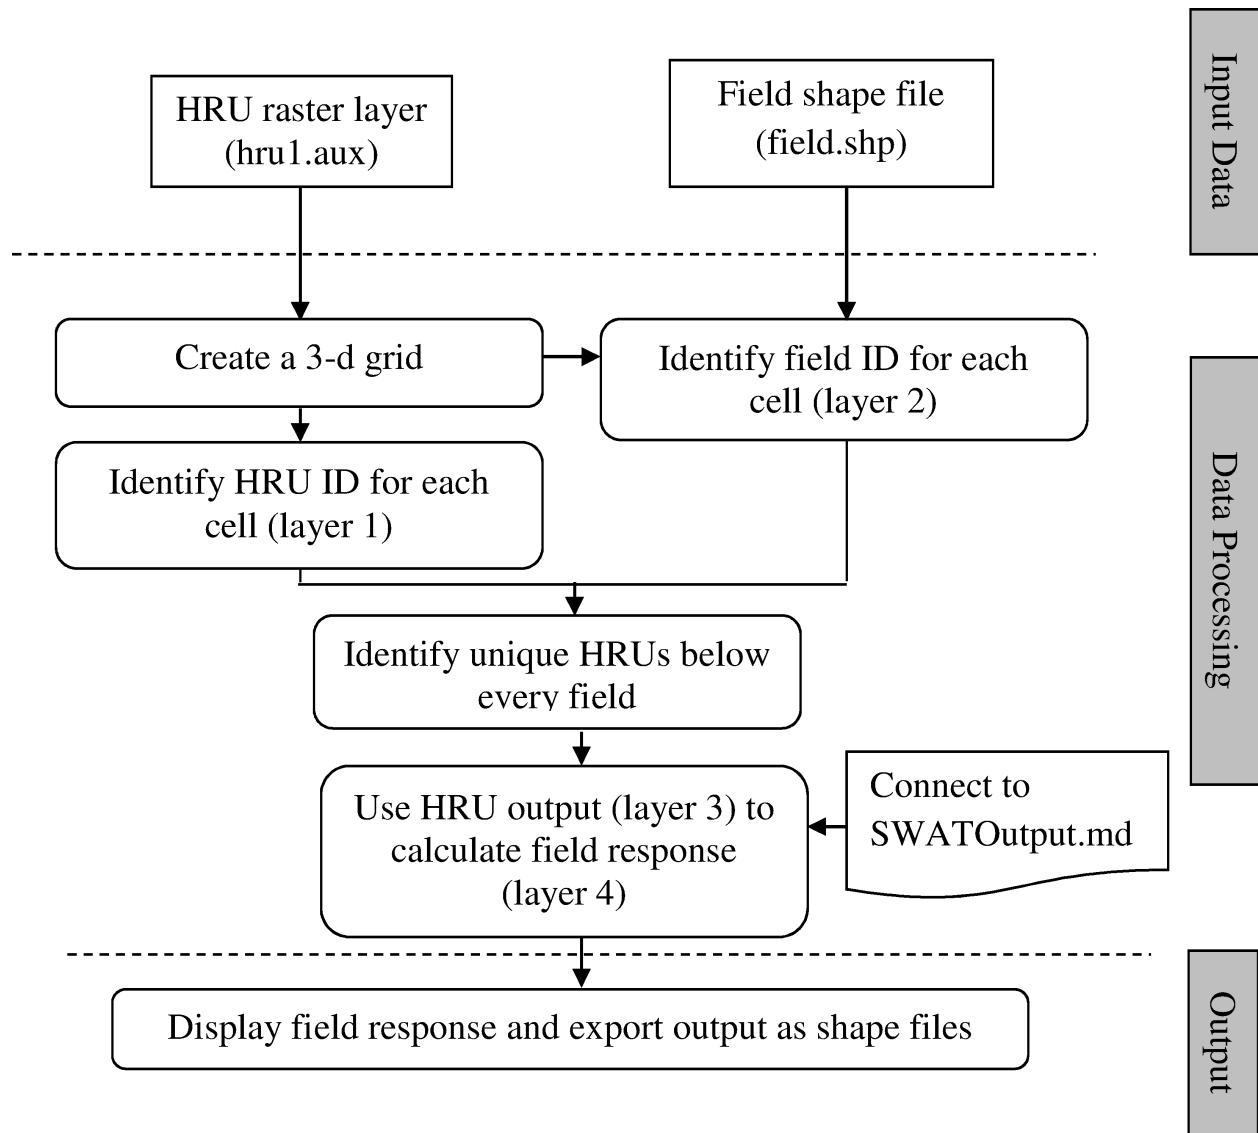 HRU raster layer
(hru1.aux)
Field shape file
(field.shp)
Input Data
Create a 3-d grid
Identify field ID for each
cell (layer 2)
Identify HRU ID for each
cell (layer 1)
Data Processing
Identify unique HRUs below
every field
Use HRU output (layer 3) to
calculate field response
(layer 4)
Connect to
SWATOutput.md
Display field response and export output as shape files
Output